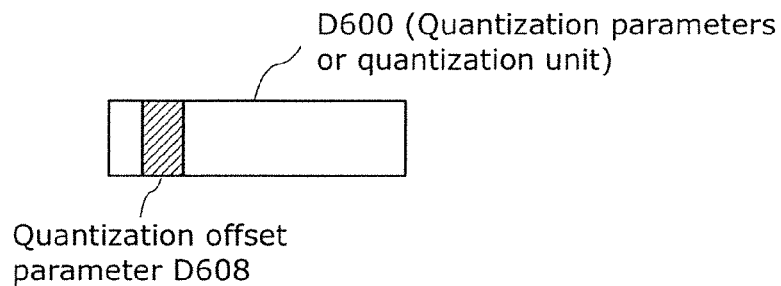 D600 (Quantization parameters
or quantization unit)
Quantization offset
parameter D608